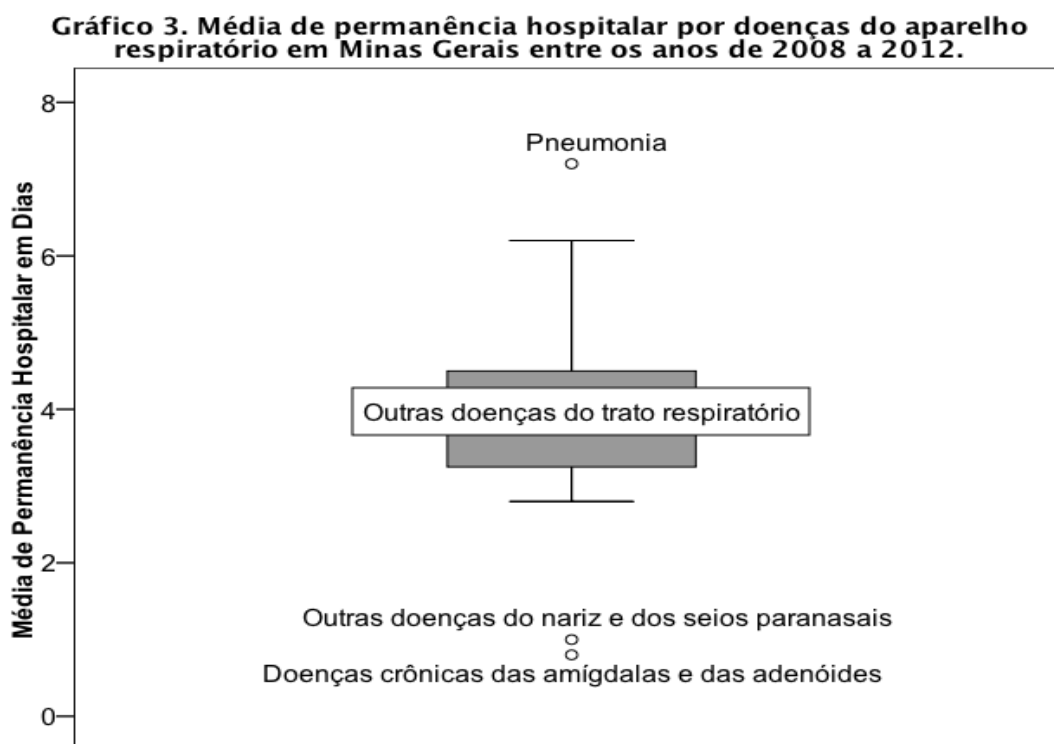 Gráfico 3. Média de permanência hospitalar por doenças do aparelho
respiratório em Minas Gerais entre os anos de 2008 a 2012.
Média de Permanência Hospitalar em Dias
8
6
4
2
0
Pneumonia
Outras doenças do trato respiratório
Outras doenças do nariz e dos seios paranasais
Doenças crônicas das amígdalas e das adenóides